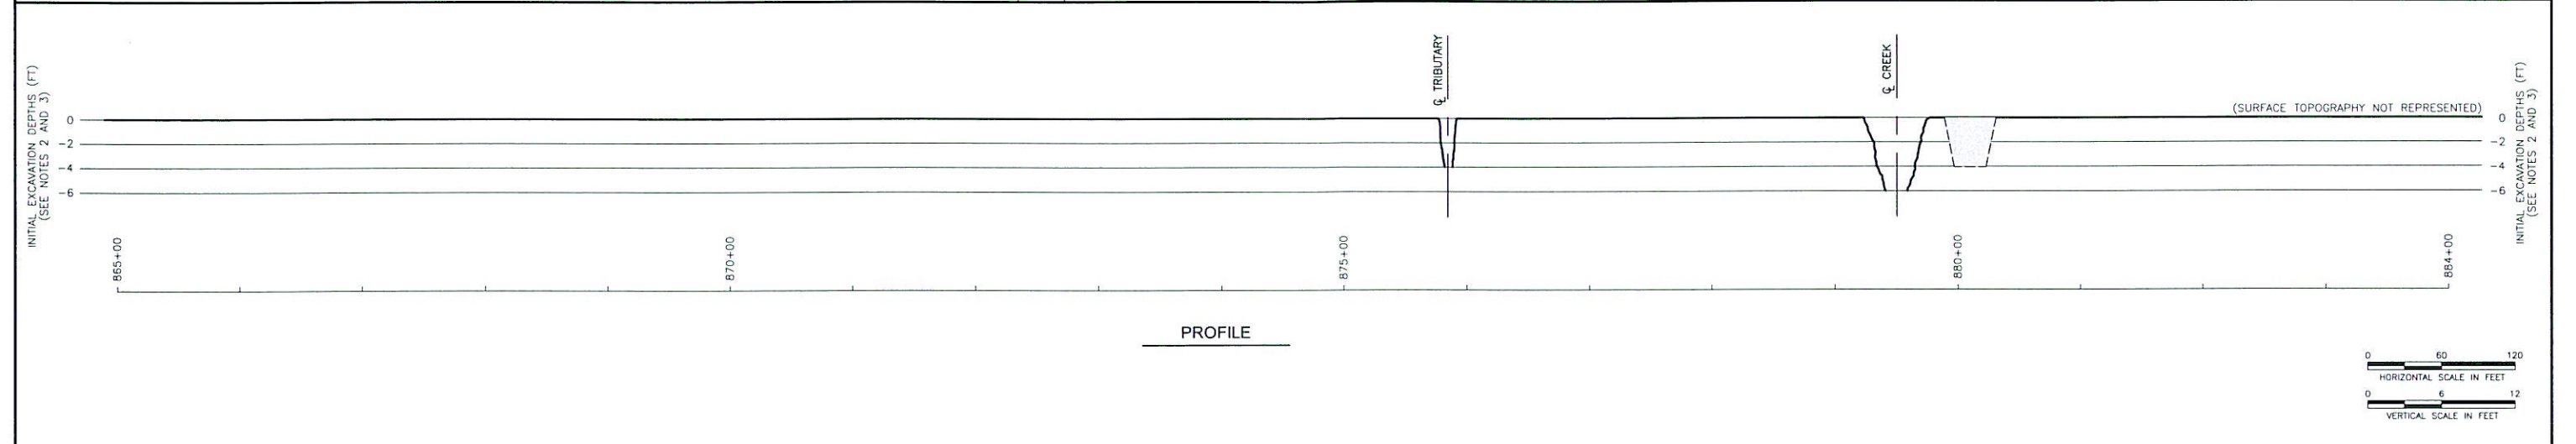 ℄ TRIBUTARY
℄ CREEK
INITIAL EXCAVATION DEPTHS (FT)
(SEE NOTES 2 AND 3)
0
-2
-4
-6
(SURFACE TOPOGRAPHY NOT REPRESENTED)
0
-2
-4
-6
INITIAL EXCAVATION DEPTHS (FT)
(SEE NOTES 2 AND 3)
865+00
870+00
875+00
880+00
884+00
PROFILE
0 60 120
HORIZONTAL SCALE IN FEET
0 6 12
VERTICAL SCALE IN FEET